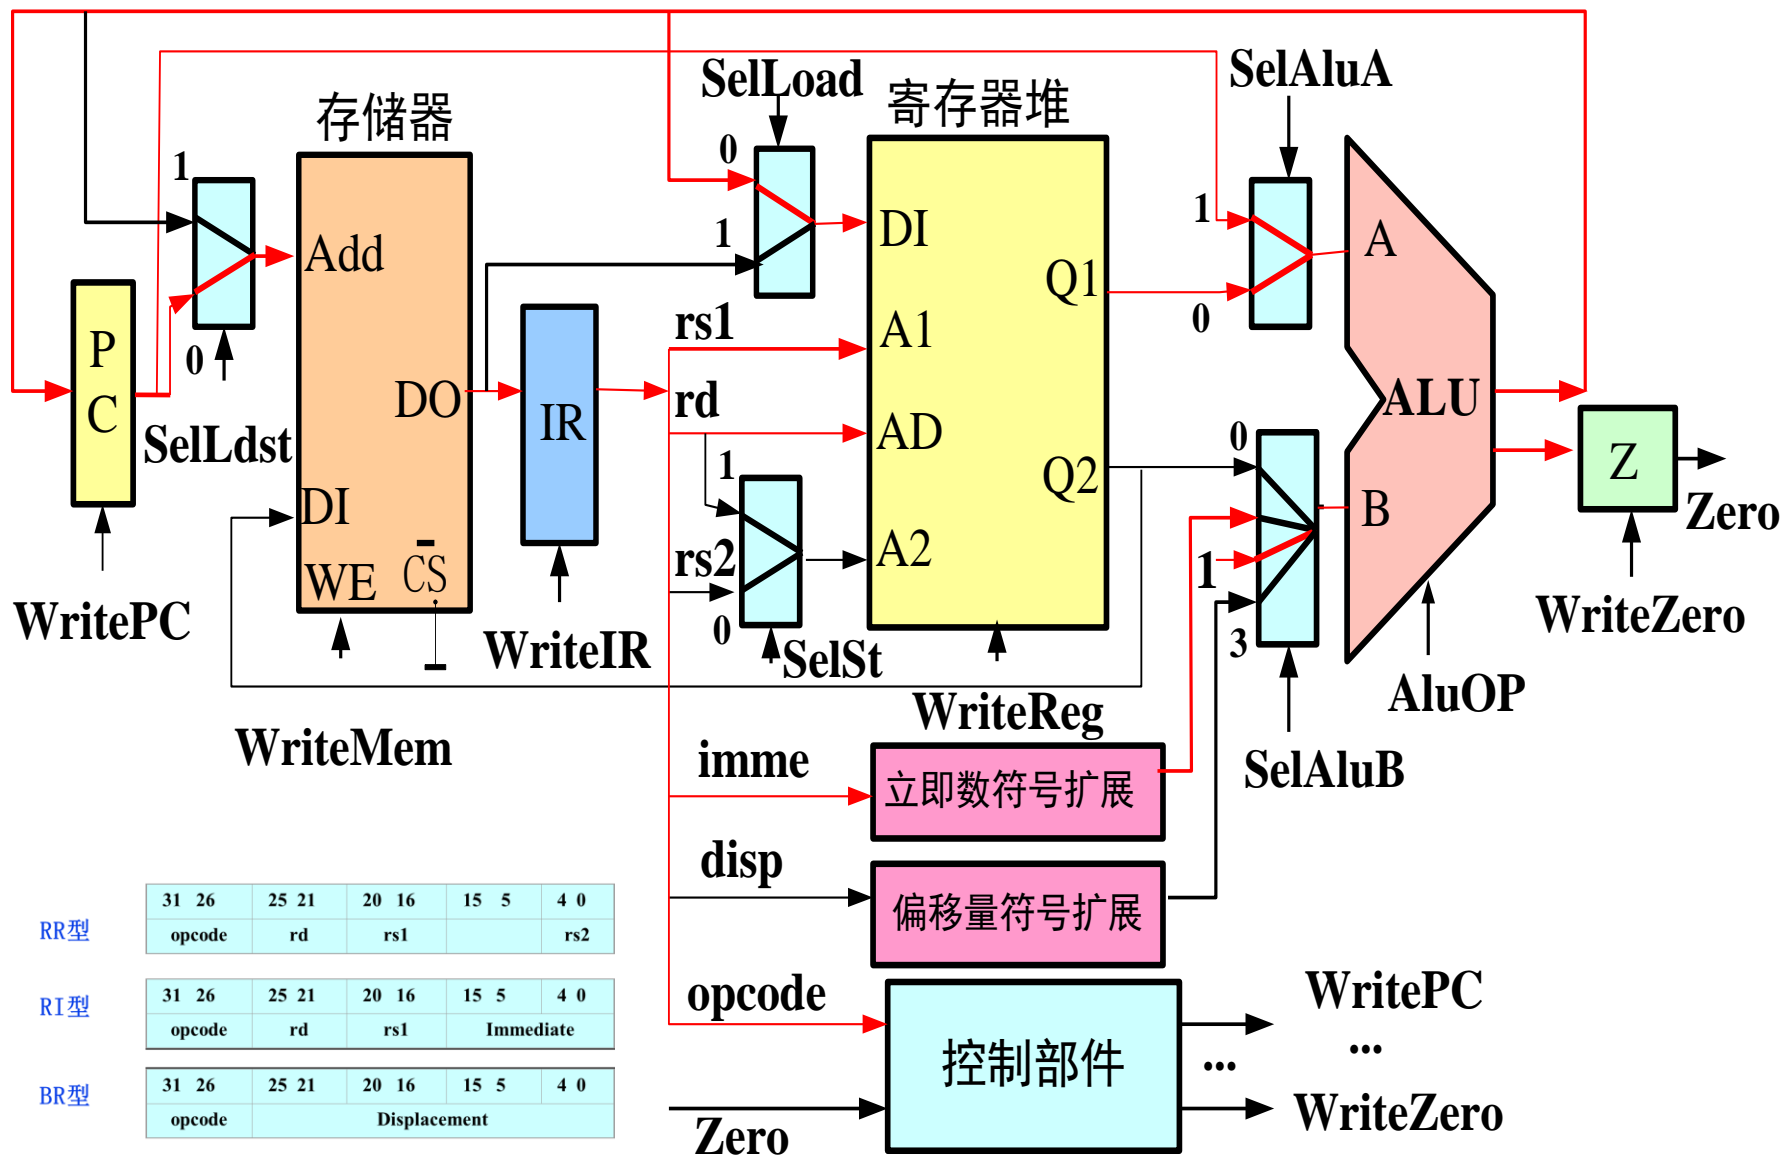 SelLoad
SelAluA
存储器
寄存器堆
1
0
Add
DI
1
Q1
1
A
P
C
0
rs1
A1
0
DO
IR
rd
AD
ALU
SelLdst
1
Q2
0
B
Z
Zero
DI
rs2
A2
1
WE
CS
0
3
WritePC
WriteIR
SelSt
WriteZero
WriteReg
AluOP
WriteMem
imme
立即数符号扩展
SelAluB
disp
偏移量符号扩展
opcode
控制部件
WritePC
...
...
WriteZero
Zero
31 26 25 21 20 16 15 5 4 0
RR型 opcode rd rs1 rs2
31 26 25 21 20 16 15 5 4 0
RI型 opcode rd rs1 Immediate
31 26 25 21 20 16 15 5 4 0
BR型 opcode Displacement